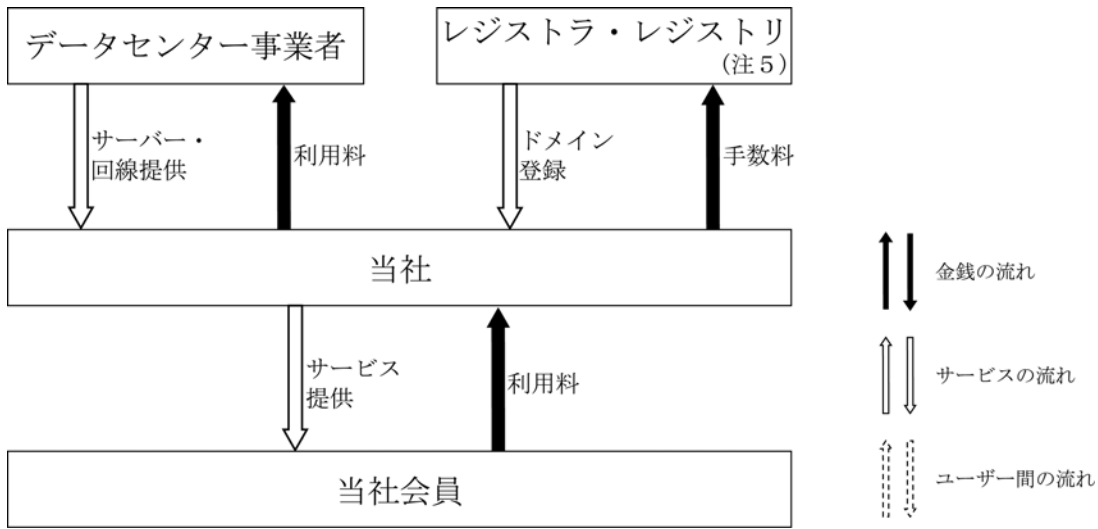 データセンター事業者
レジストラ・レジストリ
(注5)
サーバー・
回線提供
利用料
ドメイン
登録
手数料
当社
サービス
提供
利用料
当社会員
金銭の流れ
サービスの流れ
ユーザー間の流れ